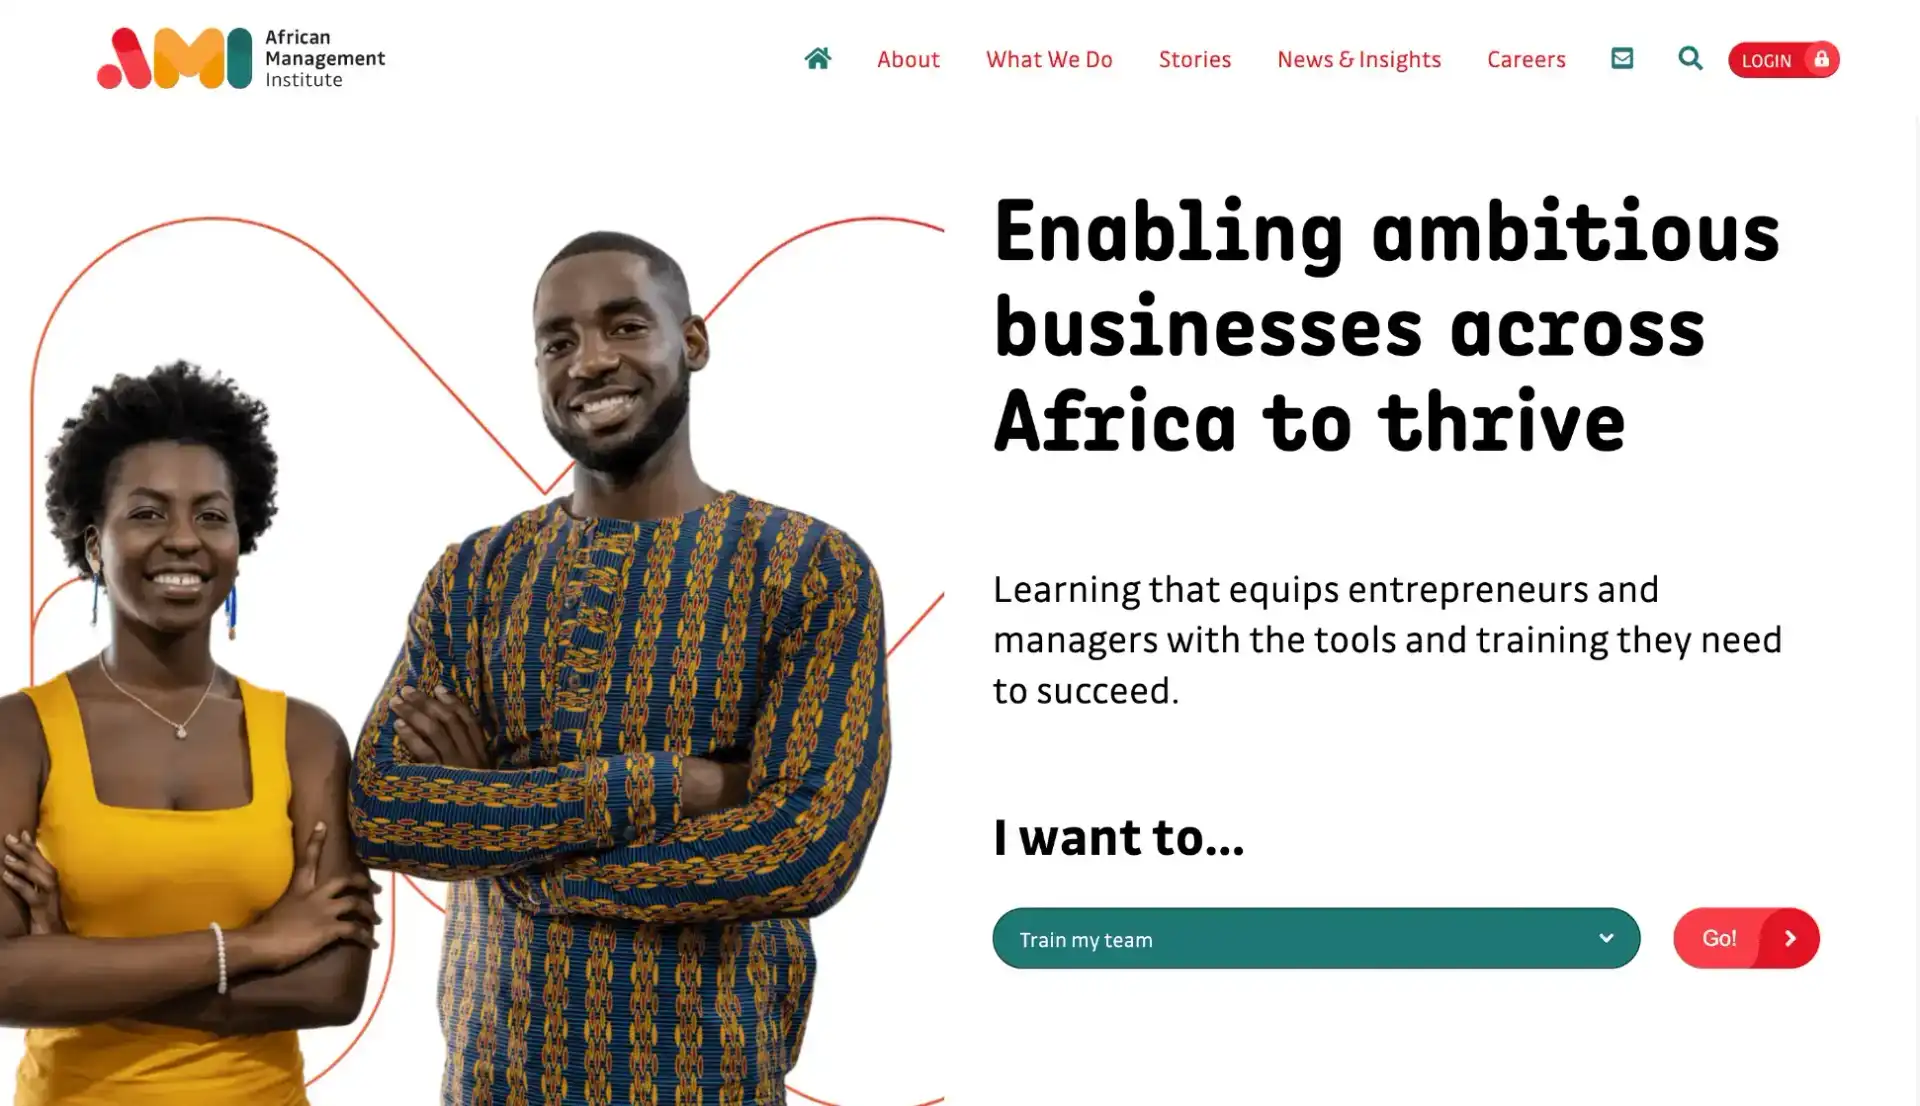 AMI
African
Management
Institute
About
What We Do
Stories
News & Insights
Careers
LOGIN
Enabling ambitious
businesses across
Africa to thrive
Learning that equips entrepreneurs and
managers with the tools and training they need
to succeed.
I want to...
Train my team
Go!